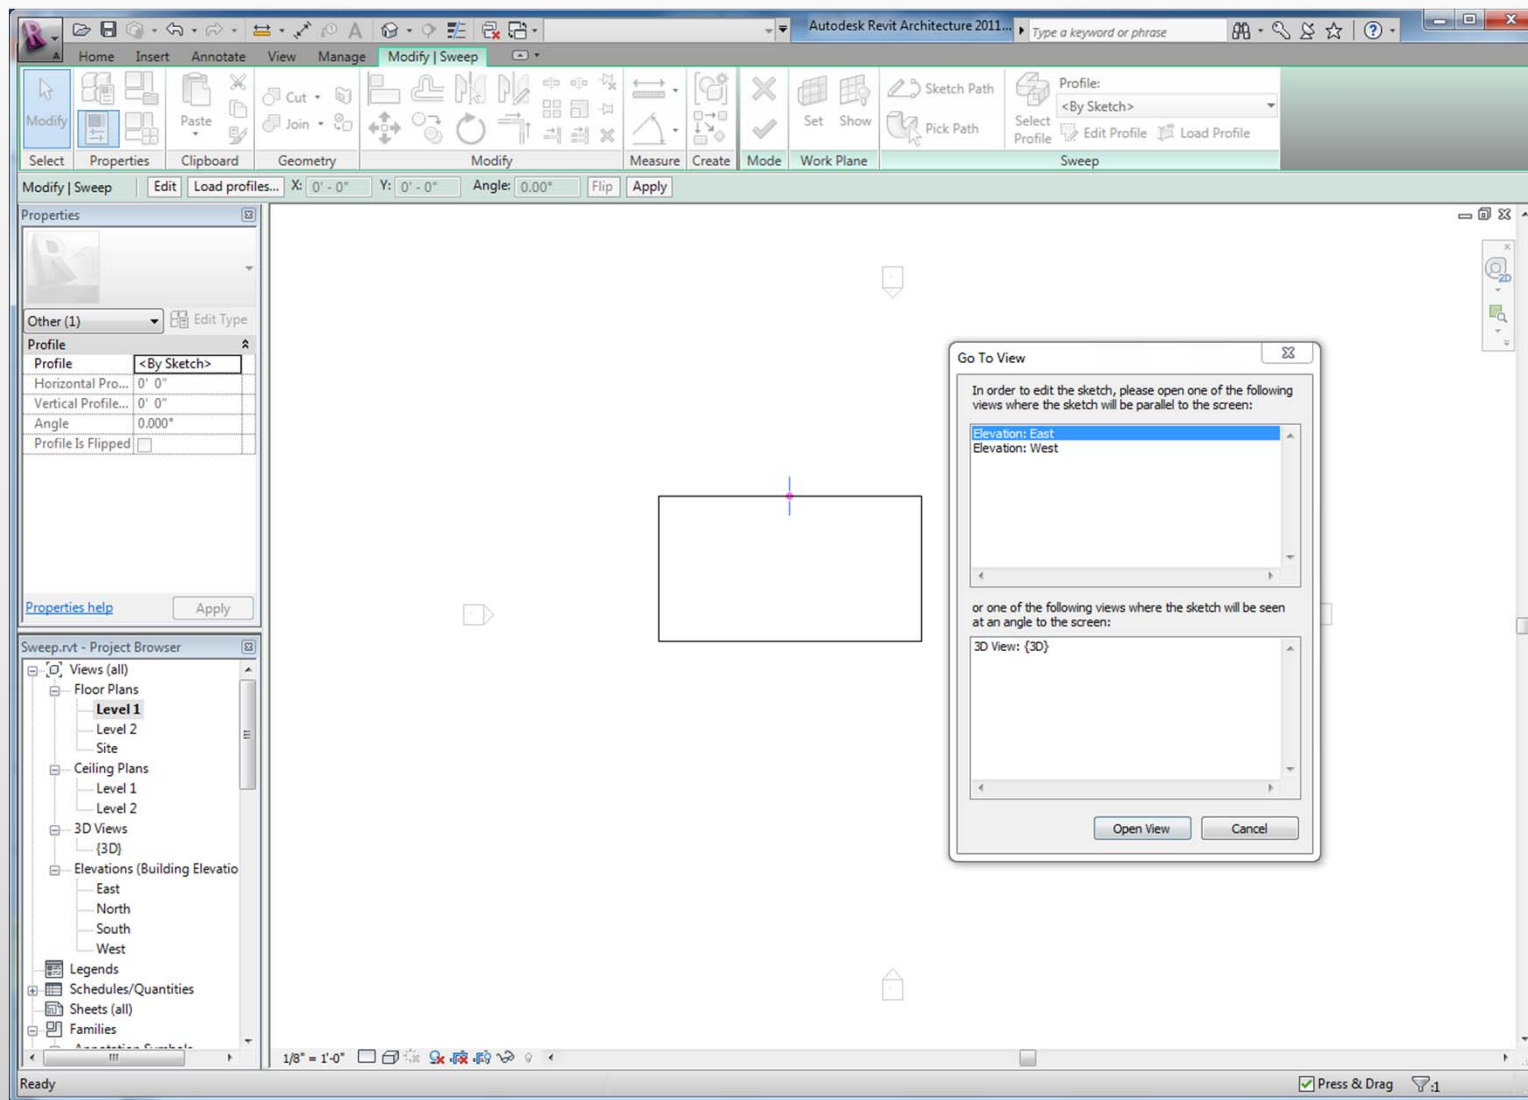 Autodesk Revit Architecture 2011...
Type a keyword or phrase
Home Insert Annotate View Manage Modify | Sweep
Modify
Paste
Cut
Join
Set Show
Sketch Path
Pick Path
Select Profile
Profile:
<By Sketch>
Edit Profile Load Profile
Select Properties Clipboard Geometry Modify Measure Create Mode Work Plane Sweep
Modify | Sweep Edit Load profiles... X: 0' - 0" Y: 0' - 0" Angle: 0.00° Flip Apply
Properties
Other (1) Edit Type
Profile
Profile <By Sketch>
Horizontal Pro... 0' 0"
Vertical Profile... 0' 0"
Angle 0.000°
Profile Is Flipped
Properties help Apply
Sweep.rvt - Project Browser
Views (all)
Floor Plans
Level 1
Level 2
Site
Ceiling Plans
Level 1
Level 2
3D Views
{3D}
Elevations (Building Elevatio
East
North
South
West
Legends
Schedules/Quantities
Sheets (all)
Families
2D
Go To View
In order to edit the sketch, please open one of the following
views where the sketch will be parallel to the screen:
Elevation: East
Elevation: West
or one of the following views where the sketch will be seen
at an angle to the screen:
3D View: {3D}
Open View Cancel
1/8" = 1'-0"
Ready
Press & Drag :1